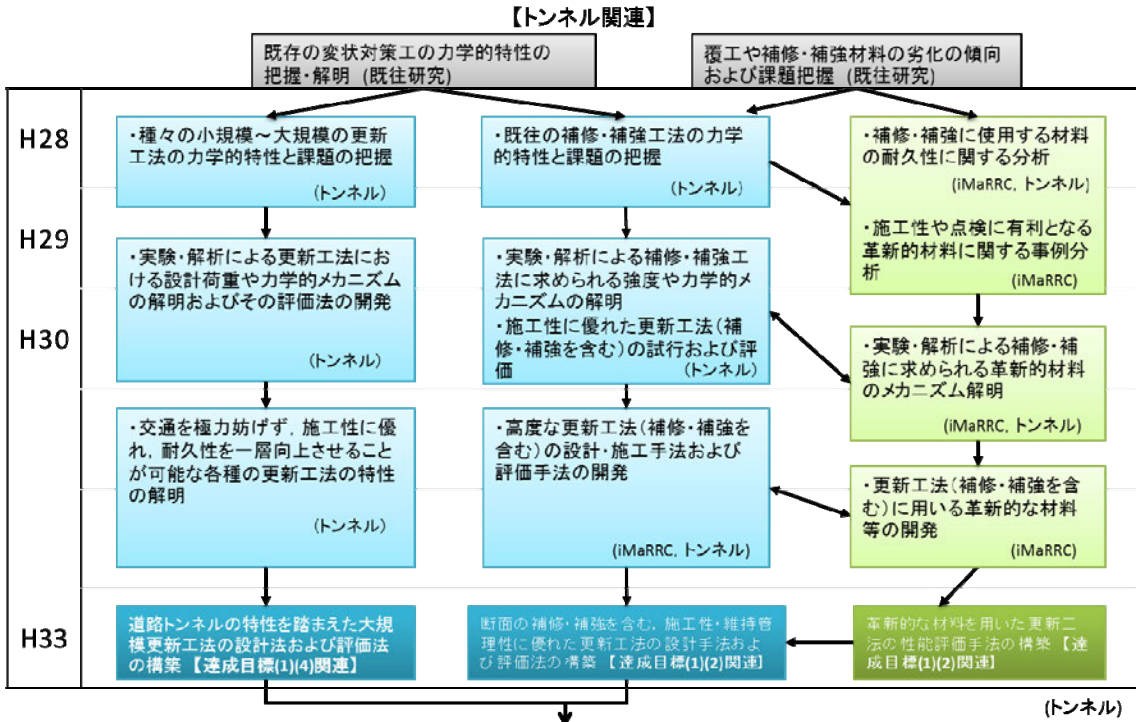 【トンネル関連】
既存の変状対策工の力学的特性の
把握・解明 (既往研究)
覆工や補修・補強材料の劣化の傾向
および課題把握 (既往研究)
H28
・種々の小規模～大規模の更新
工法の力学的特性と課題の把握
(トンネル)
・既往の補修・補強工法の力学
的特性と課題の把握
(トンネル)
・補修・補強に使用する材料
の耐久性に関する分析
(iMaRRC, トンネル)
・施工性や点検に有利となる
革新的材料に関する事例分
析
(iMaRRC)
H29
・実験・解析による更新工法にお
ける設計荷重や力学的メカニズム
の解明およびその評価法の開発
(トンネル)
・実験・解析による補修・補強工
法に求められる強度や力学的メ
カニズムの解明
・施工性に優れた更新工法(補
修・補強を含む)の試行および評
価
(トンネル)
H30
・実験・解析による補修・補
強に求められる革新的材料
のメカニズム解明
(iMaRRC, トンネル)
・交通を極力妨げず, 施工性に優
れ, 耐久性を一層向上させること
が可能な各種の更新工法の特性
の解明
(トンネル)
・高度な更新工法(補修・補強を
含む)の設計・施工手法および
評価手法の開発
(iMaRRC, トンネル)
・更新工法(補修・補強を含
む)に用いる革新的な材料
等の開発
(iMaRRC)
H33
道路トンネルの特性を踏まえた大規
模更新工法の設計法および評価法
の構築 【達成目標(1)(4)関連】
断面の補修・補強を含む, 施工性・維持管
理性に優れた更新工法の設計手法およ
び評価法の構築 【達成目標(1)(2)関連】
革新的な材料を用いた更新工
法の性能評価手法の構築 【達
成目標(1)(2)関連】
(トンネル)